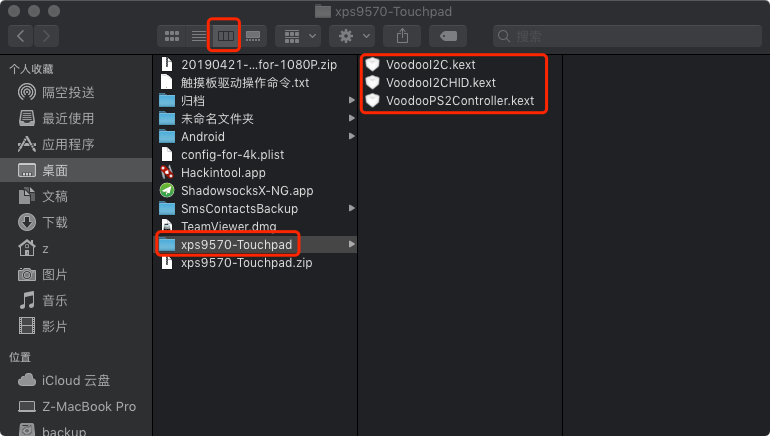 xps9570-Touchpad
搜索
个人收藏
隔空投送
最近使用
应用程序
桌面
文稿
下载
z
图片
音乐
影片
位置
iCloud 云盘
Z-MacBook Pro
backup
20190421-...for-1080P.zip
触摸板驱动操作命令.txt
归档
未命名文件夹
Android
config-for-4k.plist
Hackintool.app
ShadowsocksX-NG.app
SmsContactsBackup
TeamViewer.dmg
xps9570-Touchpad
xps9570-Touchpad.zip
VoodooI2C.kext
VoodooI2CHID.kext
VoodooPS2Controller.kext